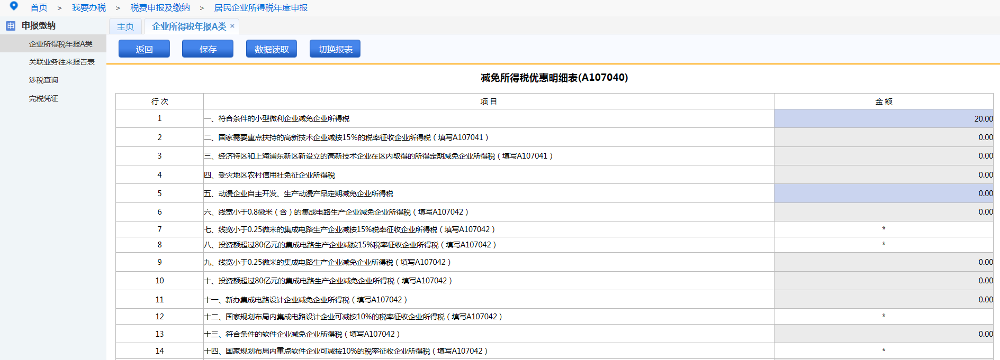 首页 > 我要办税 > 税费申报及缴纳 > 居民企业所得税年度申报
申报缴纳
企业所得税年报A类
关联业务往来报告表
涉税查询
完税凭证
主页 企业所得税年报A类 ×
返回 保存 数据读取 切换报表
减免所得税优惠明细表(A107040)
行 次 项 目 金 额
1 一、符合条件的小型微利企业减免企业所得税 20.00
2 二、国家需要重点扶持的高新技术企业减按15%的税率征收企业所得税（填写A107041） 0.00
3 三、经济特区和上海浦东新区新设立的高新技术企业在区内取得的所得定期减免企业所得税（填写A107041） 0.00
4 四、受灾地区农村信用社免征企业所得税 0.00
5 五、动漫企业自主开发、生产动漫产品定期减免企业所得税 0.00
6 六、线宽小于0.8微米（含）的集成电路生产企业减免企业所得税（填写A107042） 0.00
7 七、线宽小于0.25微米的集成电路生产企业减按15%税率征收企业所得税（填写A107042） *
8 八、投资额超过80亿元的集成电路生产企业减按15%税率征收企业所得税（填写A107042） *
9 九、线宽小于0.25微米的集成电路生产企业减免企业所得税（填写A107042） 0.00
10 十、投资额超过80亿元的集成电路生产企业减免企业所得税（填写A107042） 0.00
11 十一、新办集成电路设计企业减免企业所得税（填写A107042） 0.00
12 十二、国家规划布局内集成电路设计企业可减按10%的税率征收企业所得税（填写A107042） *
13 十三、符合条件的软件企业减免企业所得税（填写A107042） 0.00
14 十四、国家规划布局内重点软件企业可减按10%的税率征收企业所得税（填写A107042） *